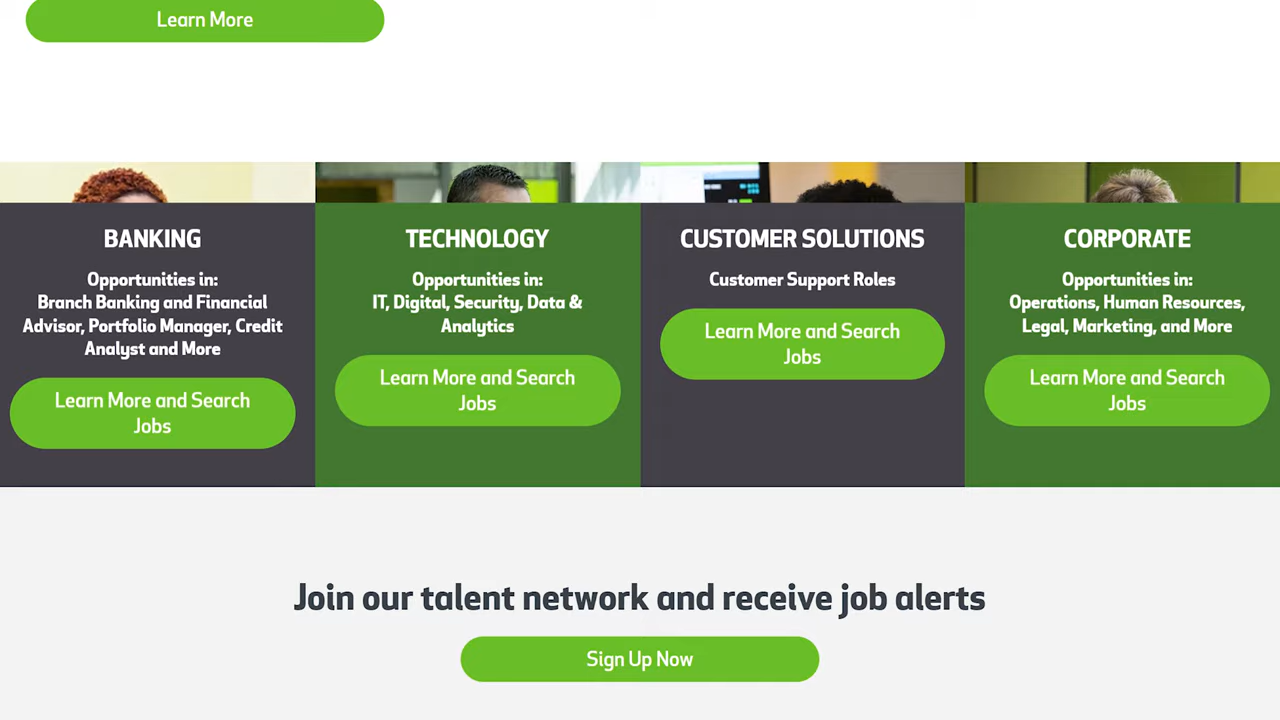 Learn More
BANKING
Opportunities in:
Branch Banking and Financial
Advisor, Portfolio Manager, Credit
Analyst and More
Learn More and Search
Jobs
TECHNOLOGY
Opportunities in:
IT, Digital, Security, Data &
Analytics
Learn More and Search
Jobs
CUSTOMER SOLUTIONS
Customer Support Roles
Learn More and Search
Jobs
CORPORATE
Opportunities in:
Operations, Human Resources,
Legal, Marketing, and More
Learn More and Search
Jobs
Join our talent network and receive job alerts
Sign Up Now